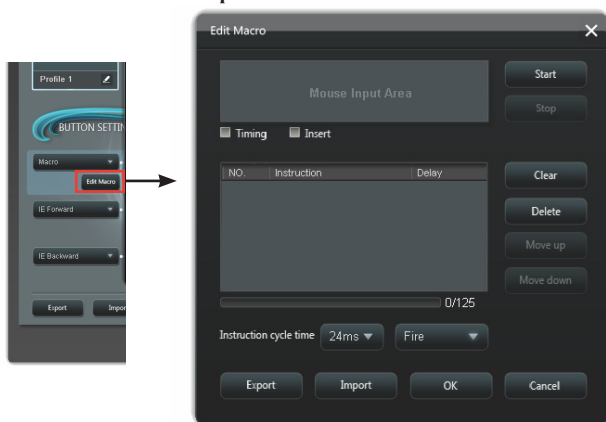 Edit Macro
Profile 1
Mouse Input Area
Start
Stop
Timing
Insert
BUTTON SETTIN
Macro
Edit Macro
IE Forward
IE Backward
Export
Impor
NO.
Instruction
Delay
Clear
Delete
Move up
Move down
0/125
Instruction cycle time
24ms
Fire
Export
Import
OK
Cancel